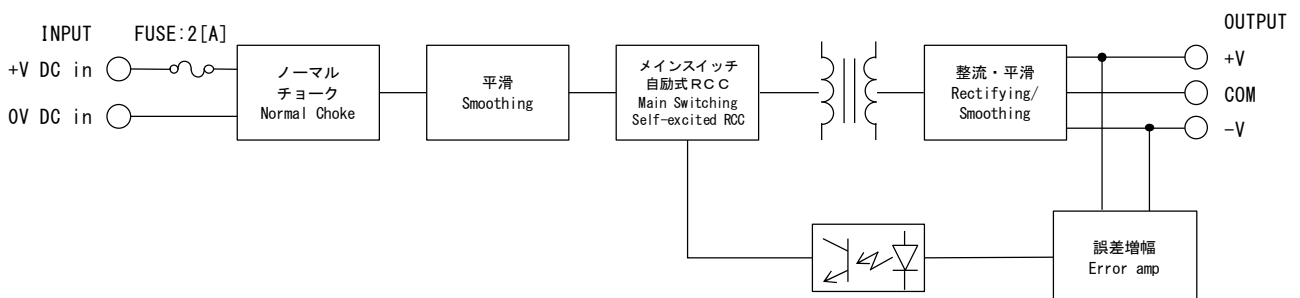 INPUT
FUSE:2[A]
OUTPUT
+V DC in
0V DC in
ノーマル
チョーク
Normal Choke
平滑
Smoothing
メインスイッチ
自励式RCC
Main Switching
Self-excited RCC
整流・平滑
Rectifying/
Smoothing
+V
COM
-V
誤差増幅
Error amp